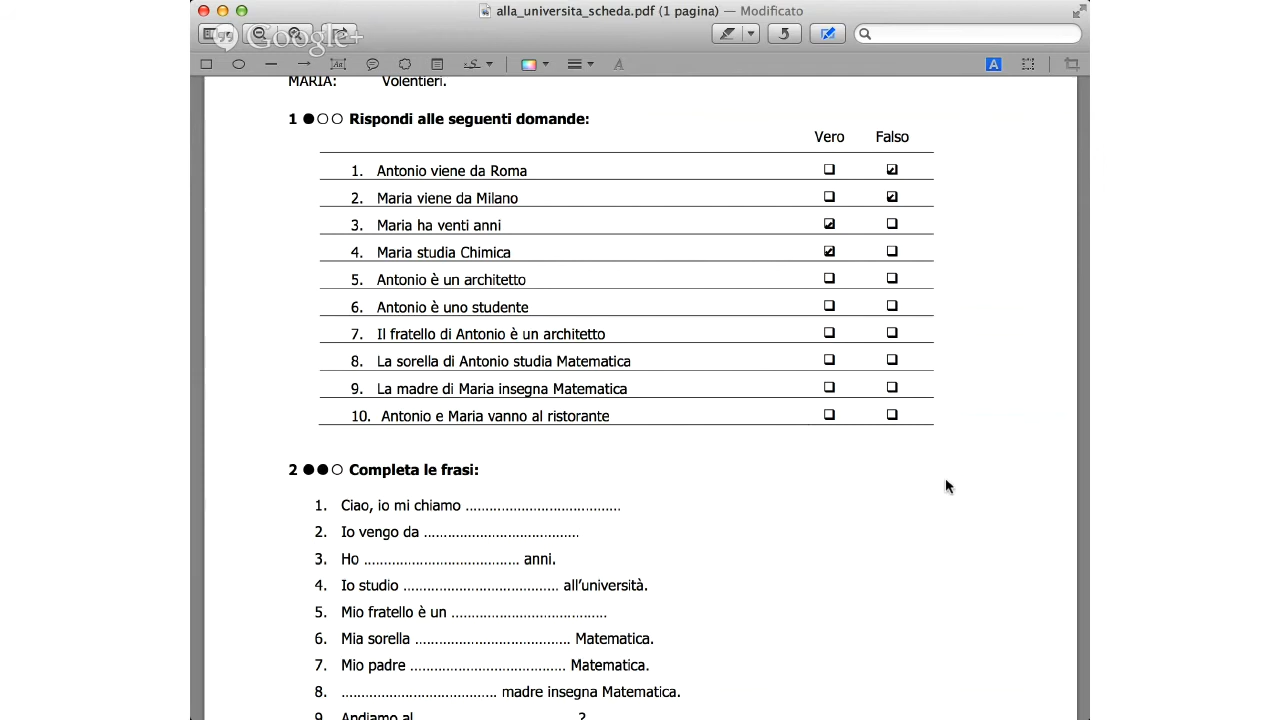 alla_universita_scheda.pdf (1 pagina) — Modificato
Google+
MARIA: Volentieri.
1 ●○○ Rispondi alle seguenti domande:
Vero Falso
1. Antonio viene da Roma
2. Maria viene da Milano
3. Maria ha venti anni
4. Maria studia Chimica
5. Antonio è un architetto
6. Antonio è uno studente
7. Il fratello di Antonio è un architetto
8. La sorella di Antonio studia Matematica
9. La madre di Maria insegna Matematica
10. Antonio e Maria vanno al ristorante
2 ●●○ Completa le frasi:
1. Ciao, io mi chiamo .......................................
2. Io vengo da .......................................
3. Ho ....................................... anni.
4. Io studio ....................................... all’università.
5. Mio fratello è un .......................................
6. Mia sorella ....................................... Matematica.
7. Mio padre ....................................... Matematica.
8. ....................................... madre insegna Matematica.
9. Andiamo al ....................................... ?